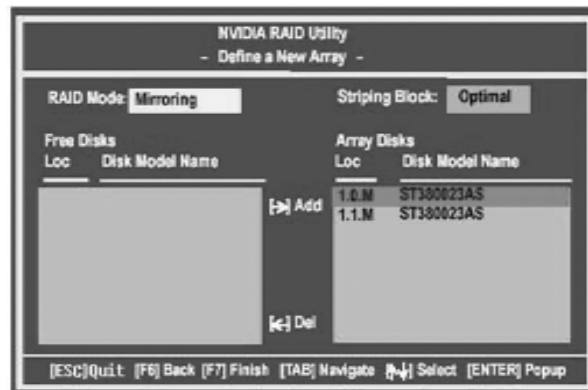 NVIDIA RAID Utility
- Define a New Array -
RAID Mode: Mirroring
Striping Block: Optimal
Free Disks
Loc Disk Model Name
Array Disks
Loc Disk Model Name
[→] Add
[←] Del
1.0.M ST380023AS
1.1.M ST380023AS
[ESC]Quit [F6] Back [F7] Finish [TAB] Navigate [↑↓] Select [ENTER] Popup